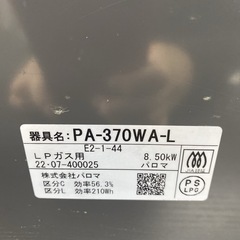 器具名: PA-370WA-L
E2-1-44
LPガス用 8.50kW
22-07-400025 パロマ
株式会社パロマ
区分C 効率56.3%
区分L 効率210Wh
PS
LPG